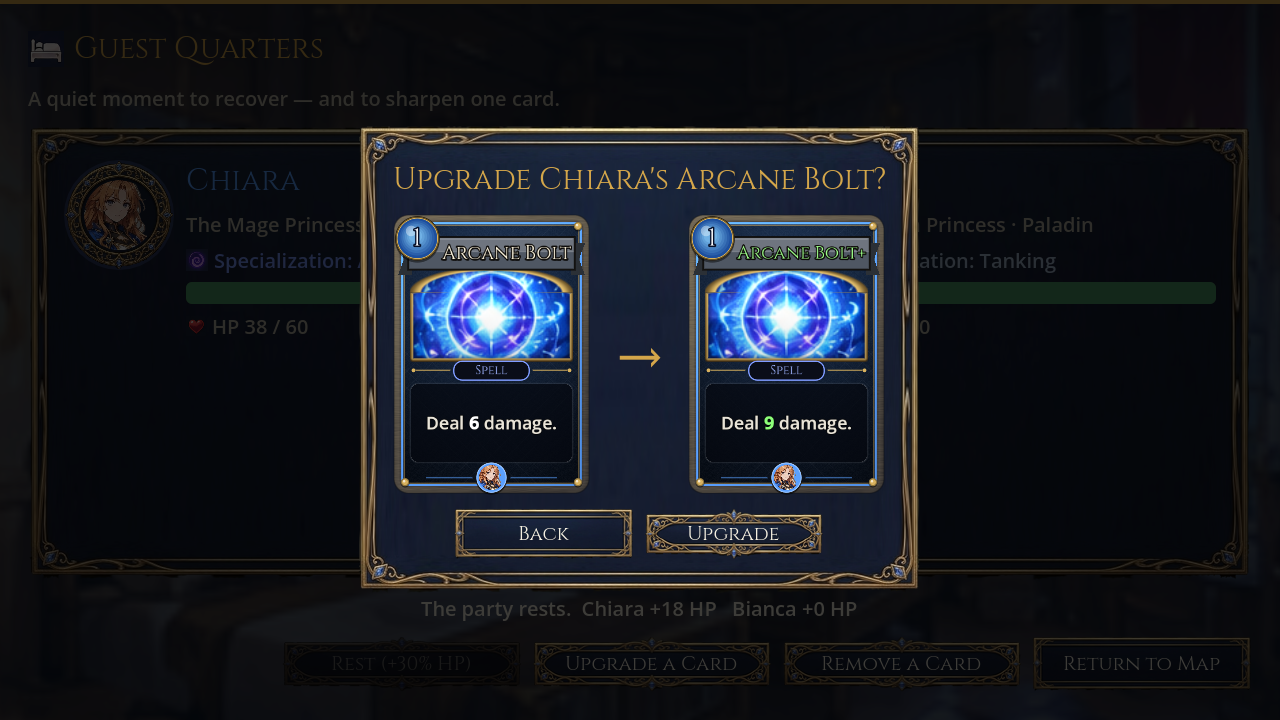 Guest Quarters
A quiet moment to recover — and to sharpen one card.
Upgrade Chiara's Arcane Bolt?
Chiara
The Mage Princess
Princess · Paladin
Specialization:
ation: Tanking
HP 38 / 60
0
1
Arcane Bolt
Spell
Deal 6 damage.
→
1
Arcane Bolt+
Spell
Deal 9 damage.
Back
Upgrade
The party rests. Chiara +18 HP Bianca +0 HP
Rest (+30% HP)
Upgrade a Card
Remove a Card
Return to Map